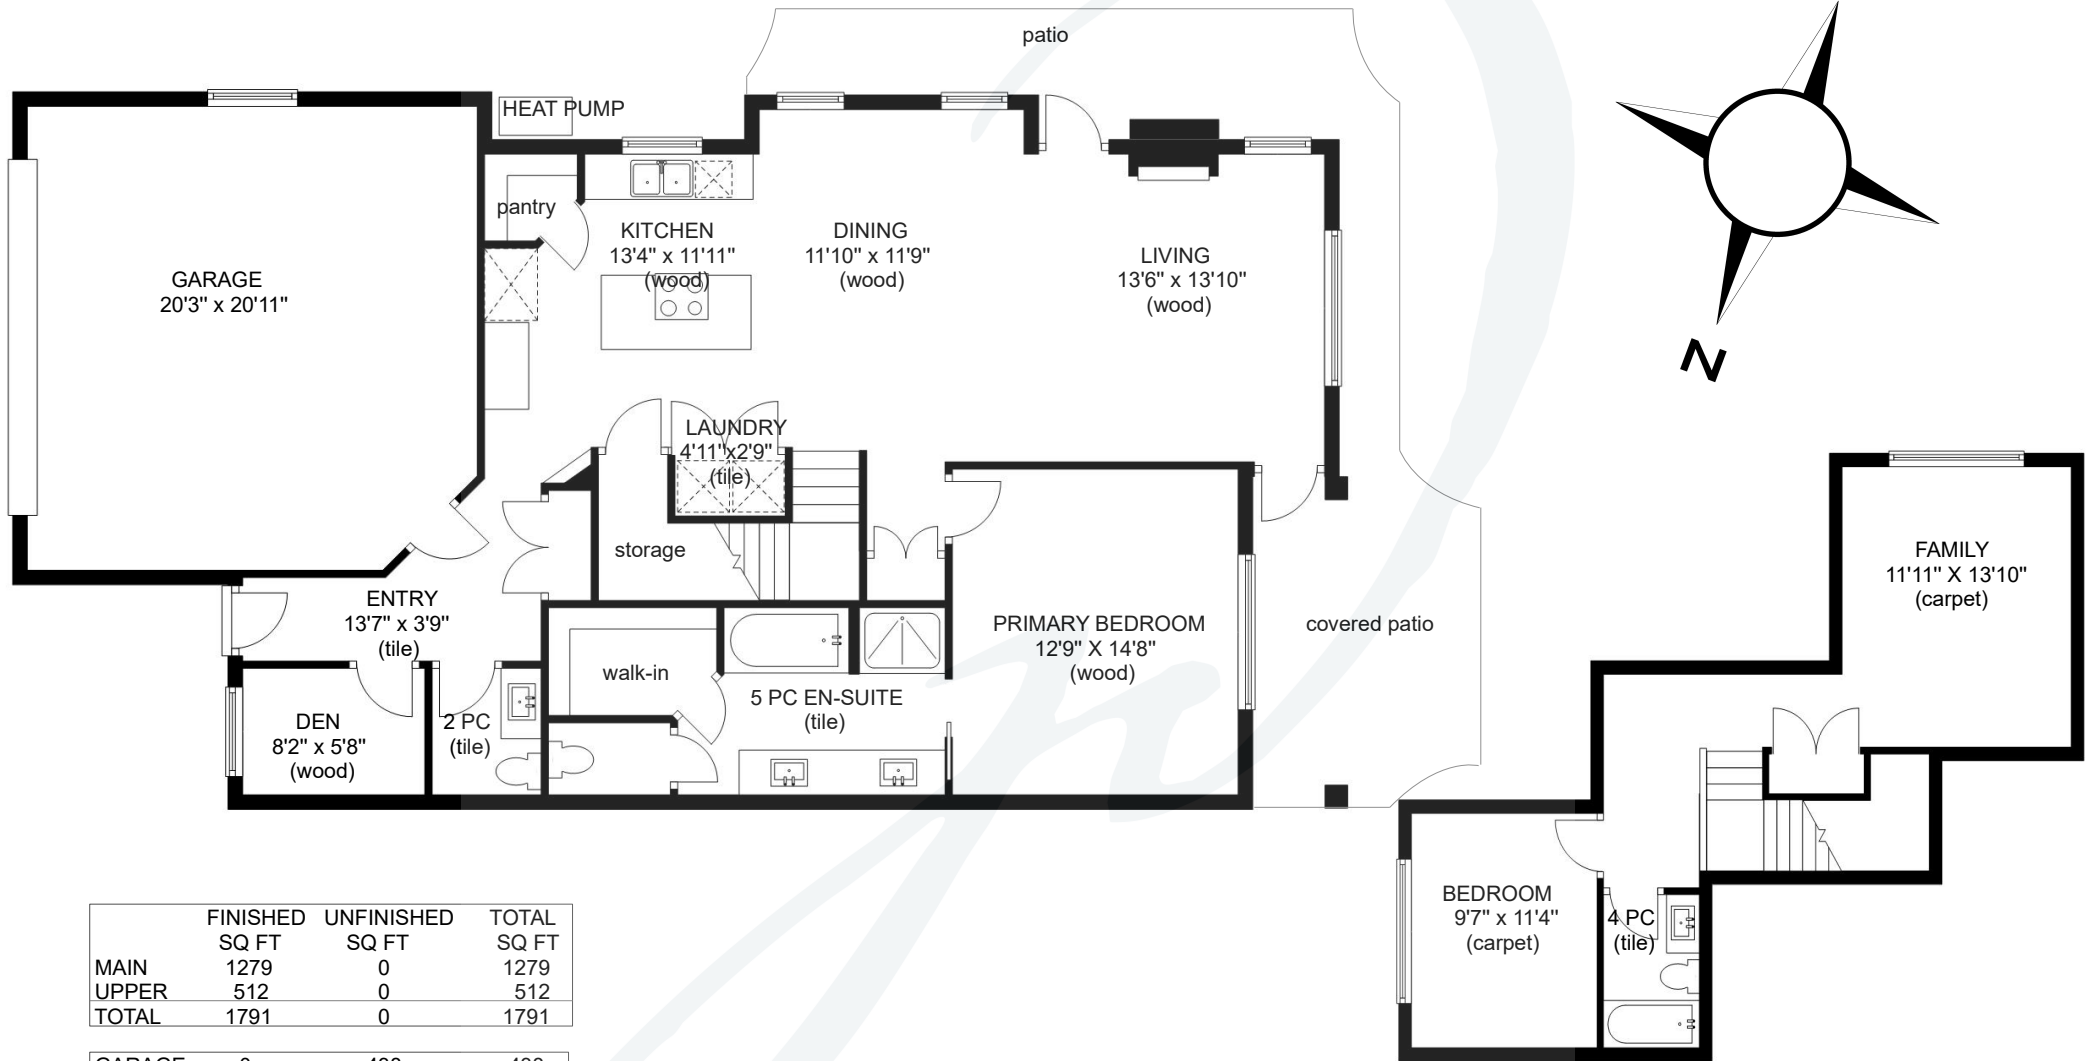 patio
HEAT PUMP
pantry
KITCHEN
13'4" x 11'11"
(wood)
DINING
11'10" x 11'9"
(wood)
LIVING
13'6" x 13'10"
(wood)
GARAGE
20'3" x 20'11"
N
LAUNDRY
4'11"x2'9"
(tile)
storage
ENTRY
13'7" x 3'9"
(tile)
PRIMARY BEDROOM
12'9" X 14'8"
(wood)
covered patio
FAMILY
11'11" X 13'10"
(carpet)
walk-in
5 PC EN-SUITE
(tile)
DEN
8'2" x 5'8"
(wood)
2 PC
(tile)
BEDROOM
9'7" x 11'4"
(carpet)
4 PC
(tile)
FINISHED UNFINISHED TOTAL
SQ FT SQ FT SQ FT
MAIN 1279 0 1279
UPPER 512 0 512
TOTAL 1791 0 1791
GARAGE 0